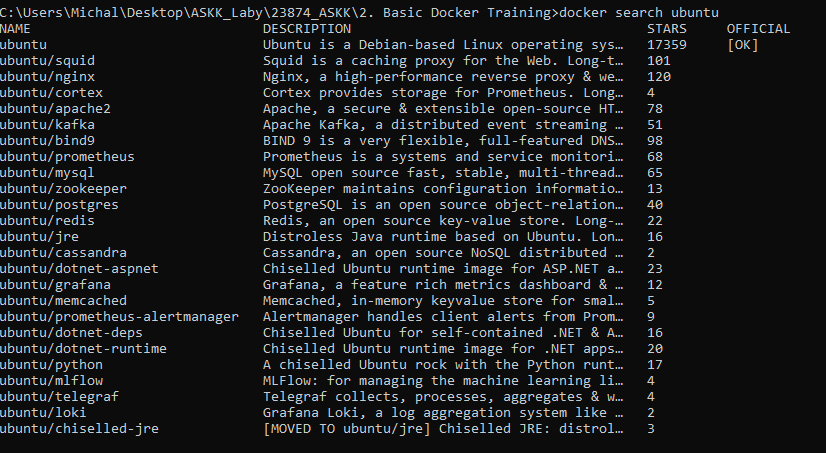 C:\Users\Michal\Desktop\ASKK_Laby\23874_ASKK\2. Basic Docker Training>docker search ubuntu
NAME DESCRIPTION STARS OFFICIAL
ubuntu Ubuntu is a Debian-based Linux operating sys… 17359 [OK]
ubuntu/squid Squid is a caching proxy for the Web. Long-t… 101
ubuntu/nginx Nginx, a high-performance reverse proxy & we… 120
ubuntu/cortex Cortex provides storage for Prometheus. Long… 4
ubuntu/apache2 Apache, a secure & extensible open-source HT… 78
ubuntu/kafka Apache Kafka, a distributed event streaming … 51
ubuntu/bind9 BIND 9 is a very flexible, full-featured DNS… 98
ubuntu/prometheus Prometheus is a systems and service monitori… 68
ubuntu/mysql MySQL open source fast, stable, multi-thread… 65
ubuntu/zookeeper ZooKeeper maintains configuration informatio… 13
ubuntu/postgres PostgreSQL is an open source object-relation… 40
ubuntu/redis Redis, an open source key-value store. Long-… 22
ubuntu/jre Distroless Java runtime based on Ubuntu. Lon… 16
ubuntu/cassandra Cassandra, an open source NoSQL distributed … 2
ubuntu/dotnet-aspnet Chiselled Ubuntu runtime image for ASP.NET a… 23
ubuntu/grafana Grafana, a feature rich metrics dashboard & … 12
ubuntu/memcached Memcached, in-memory keyvalue store for smal… 5
ubuntu/prometheus-alertmanager Alertmanager handles client alerts from Prom… 9
ubuntu/dotnet-deps Chiselled Ubuntu for self-contained .NET & A… 16
ubuntu/dotnet-runtime Chiselled Ubuntu runtime image for .NET apps… 20
ubuntu/python A chiselled Ubuntu rock with the Python runt… 17
ubuntu/mlflow MLFlow: for managing the machine learning li… 4
ubuntu/telegraf Telegraf collects, processes, aggregates & w… 4
ubuntu/loki Grafana Loki, a log aggregation system like … 2
ubuntu/chiselled-jre [MOVED TO ubuntu/jre] Chiselled JRE: distrol… 3